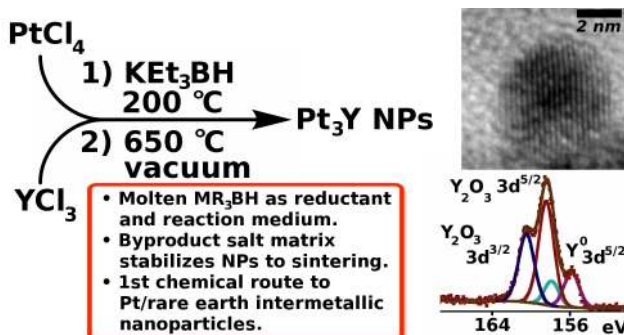 PtCl4
1) KEt3BH
200 °C
2) 650 °C
vacuum
YCl3
Pt3Y NPs
• Molten MR3BH as reductant
and reaction medium.
• Byproduct salt matrix
stabilizes NPs to sintering.
• 1st chemical route to
Pt/rare earth intermetallic
nanoparticles.
2 nm
Y2O3 3d5/2
Y2O3
3d3/2
Y0
3d5/2
164 156 eV